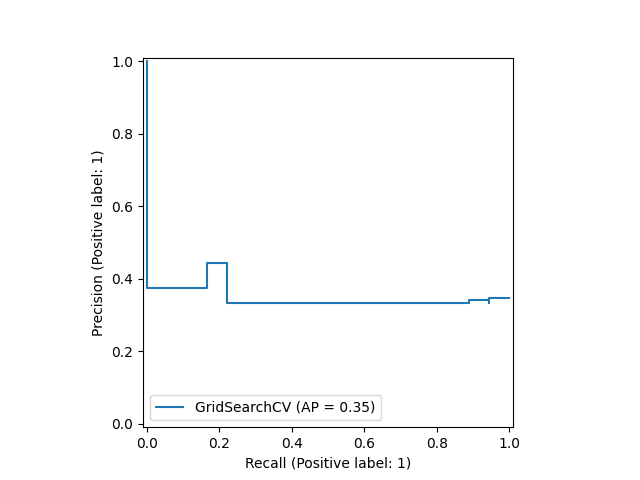 1.0
0.8
0.6
0.4
0.2
0.0
Precision (Positive label: 1)
GridSearchCV (AP = 0.35)
0.0 0.2 0.4 0.6 0.8 1.0
Recall (Positive label: 1)